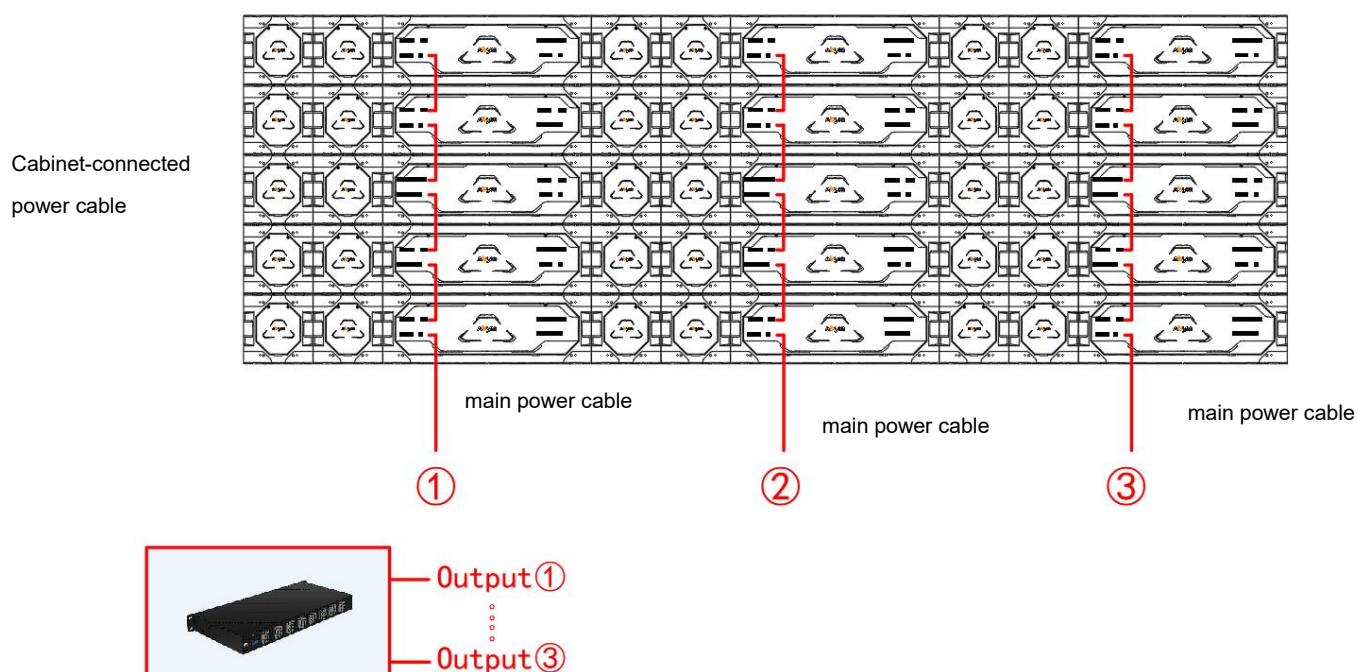 Cabinet-connected
power cable
main power cable
main power cable
main power cable
①
②
③
Output①
Output③